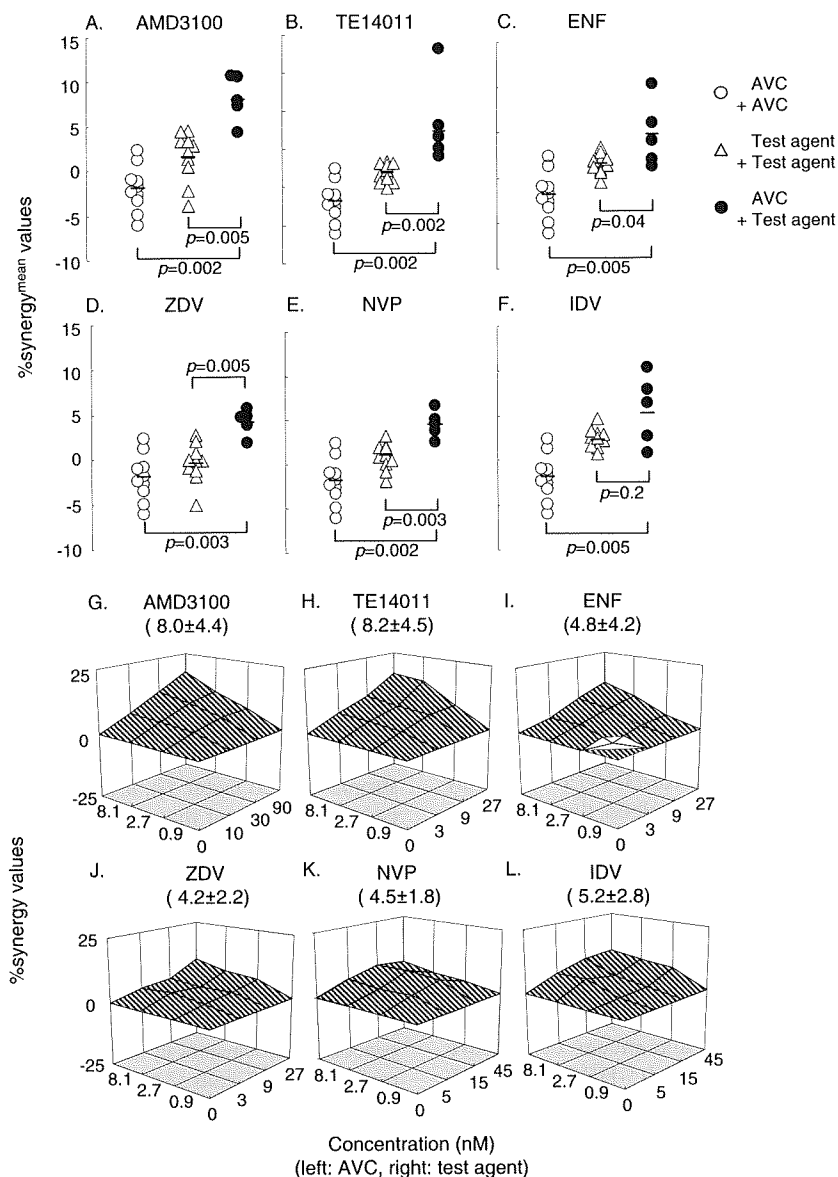 A. AMD3100
B. TE14011
C. ENF
%synergy^mean values
15
10
5
0
-5
-10
p=0.005
p=0.002
p=0.002
p=0.002
p=0.04
p=0.005
AVC
+ AVC
Test agent
+ Test agent
AVC
+ Test agent
D. ZDV
E. NVP
F. IDV
15
10
5
0
-5
-10
p=0.005
p=0.003
p=0.003
p=0.002
p=0.2
p=0.005
G. AMD3100
( 8.0±4.4)
H. TE14011
( 8.2±4.5)
I. ENF
(4.8±4.2)
%synergy values
25
0
-25
8.1
2.7
0.9
0
10
30
90
8.1
2.7
0.9
0
3
9
27
8.1
2.7
0.9
0
3
9
27
J. ZDV
( 4.2±2.2)
K. NVP
( 4.5±1.8)
L. IDV
(5.2±2.8)
25
0
-25
8.1
2.7
0.9
0
3
9
27
8.1
2.7
0.9
0
5
15
45
8.1
2.7
0.9
0
5
15
45
Concentration (nM)
(left: AVC, right: test agent)